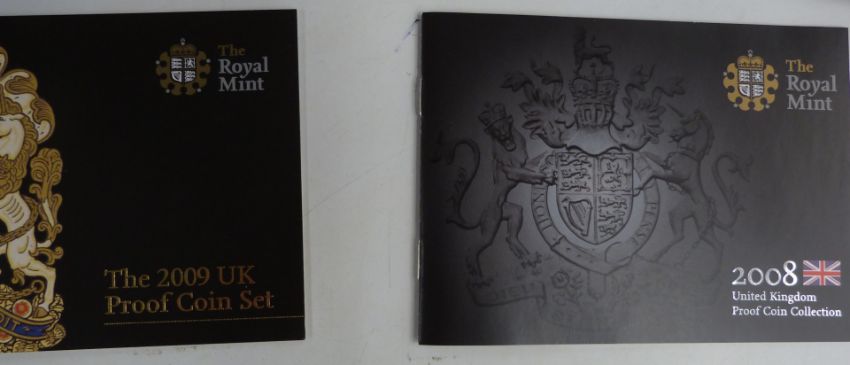 The
Royal
Mint
The 2009 UK
Proof Coin Set
The
Royal
Mint
2008
United Kingdom
Proof Coin Collection